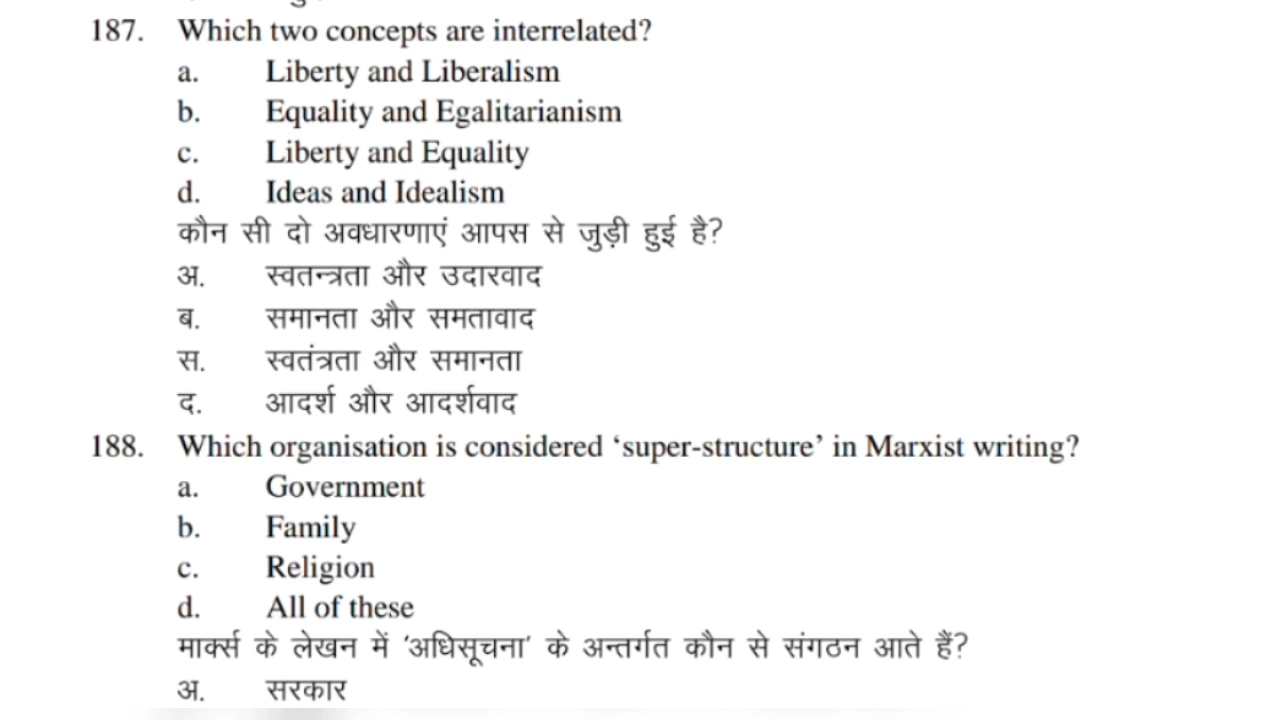 187. Which two concepts are interrelated?
a. Liberty and Liberalism
b. Equality and Egalitarianism
c. Liberty and Equality
d. Ideas and Idealism
कौन सी दो अवधारणाएं आपस से जुड़ी हुई है?
अ. स्वतन्त्रता और उदारवाद
ब. समानता और समतावाद
स. स्वतंत्रता और समानता
द. आदर्श और आदर्शवाद
188. Which organisation is considered ‘super-structure’ in Marxist writing?
a. Government
b. Family
c. Religion
d. All of these
मार्क्स के लेखन में ‘अधिसूचना’ के अन्तर्गत कौन से संगठन आते हैं?
अ. सरकार